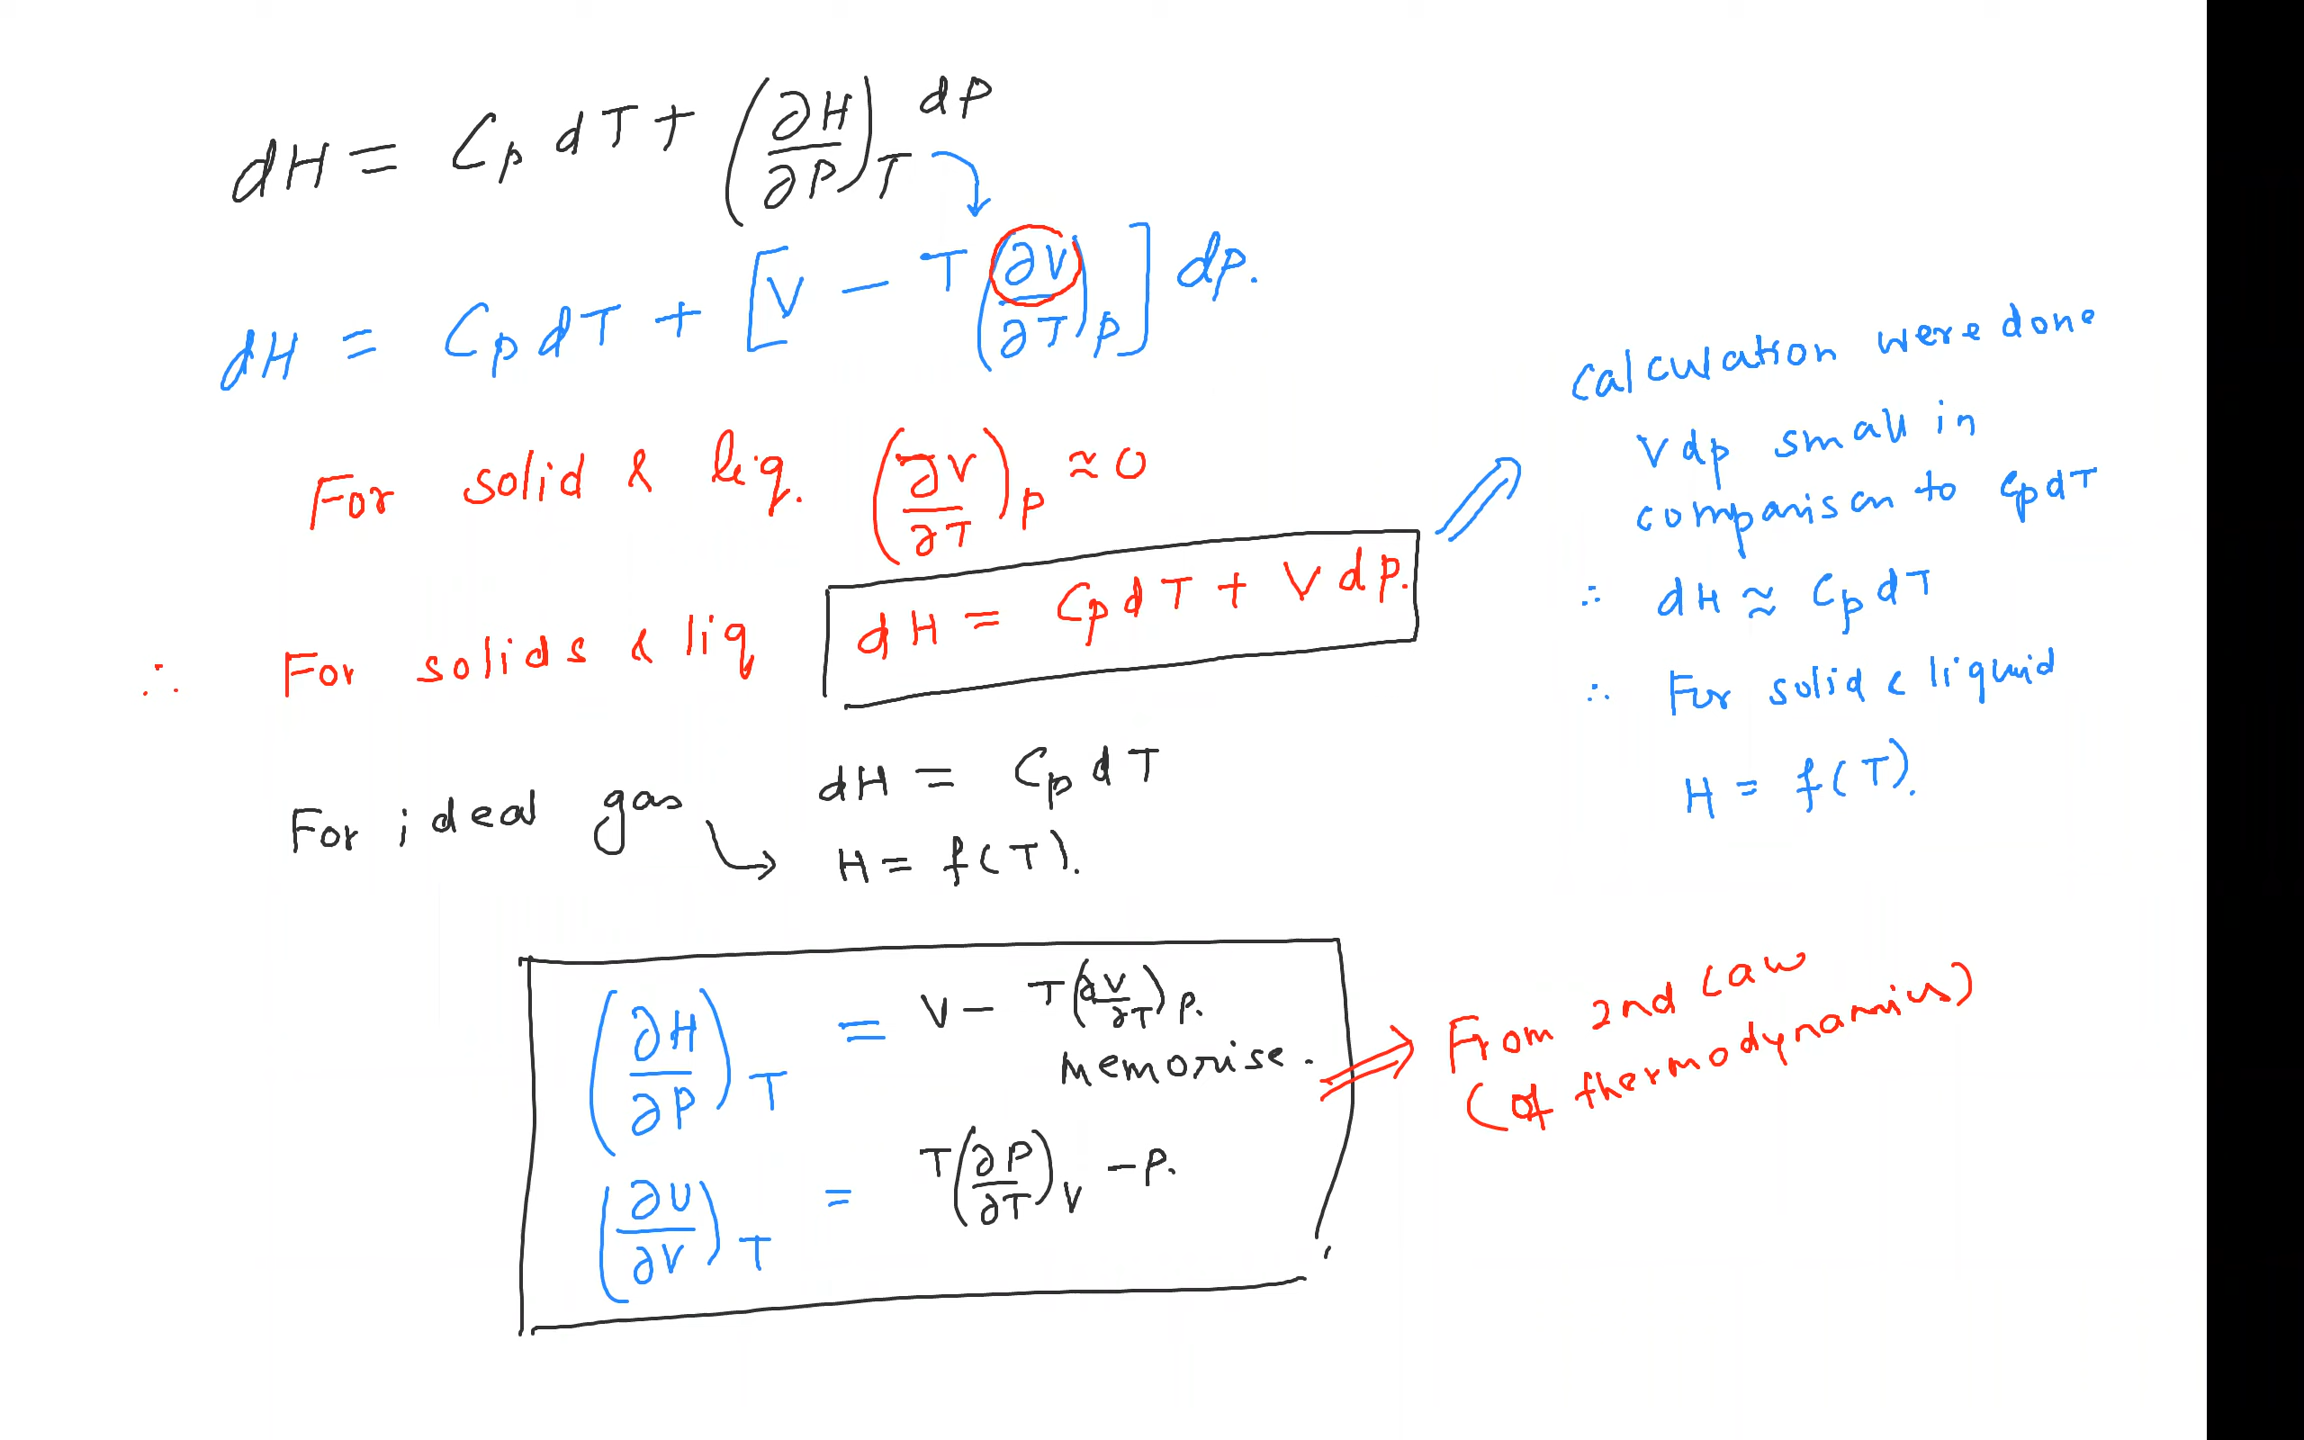 dH = Cp dT + (∂H/∂P)T dP
dH = Cp dT + [V − T(∂V/∂T)P] dp.
For solid & liq. (∂V/∂T)P ≈ 0
∴ For solids & liq dH = Cp dT + V dp.
For ideal gas dH = Cp dT
H = f(T).
Calculation were done
Vdp small in
comparison to CpdT
∴ dH ≈ CpdT
∴ For solid & liquid
H = f(T).
(∂H/∂P)T = V − T(∂V/∂T)P.
Memorise.
(∂U/∂V)T = T(∂P/∂T)V − P.
From 2nd Law
(of thermodynamics)